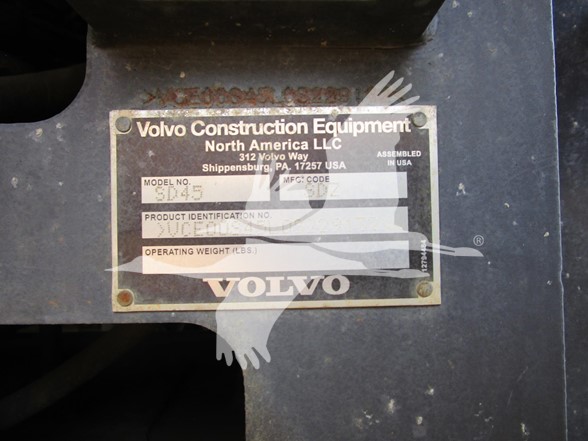 Volvo Construction Equipment
North America LLC
312 Volvo Way
Shippensburg, PA. 17257 USA
ASSEMBLED
IN USA
MODEL NO.
MFG. CODE
SD45
PRODUCT IDENTIFICATION NO.
OPERATING WEIGHT (LBS.)
VOLVO
®